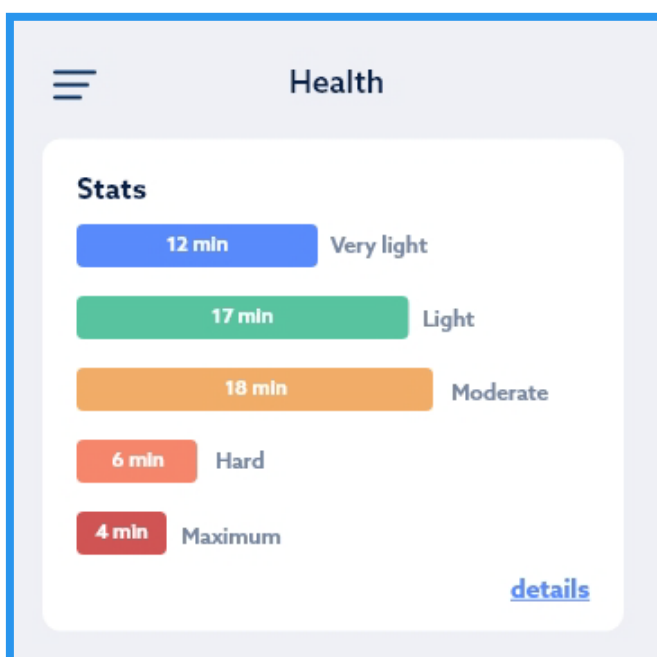 Health
Stats
12 min Very light
17 min Light
18 min Moderate
6 min Hard
4 min Maximum
details